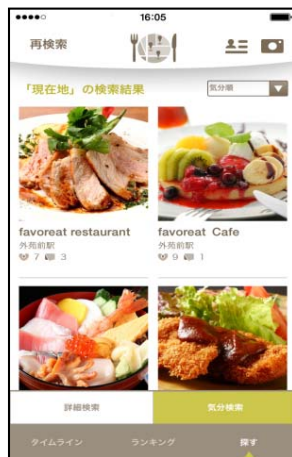 16:05
再検索
「現在地」の検索結果
気分順
favoreat restaurant
外苑前駅
7 3
favoreat Cafe
外苑前駅
9 1
詳細検索
気分検索
タイムライン
ランキング
探す